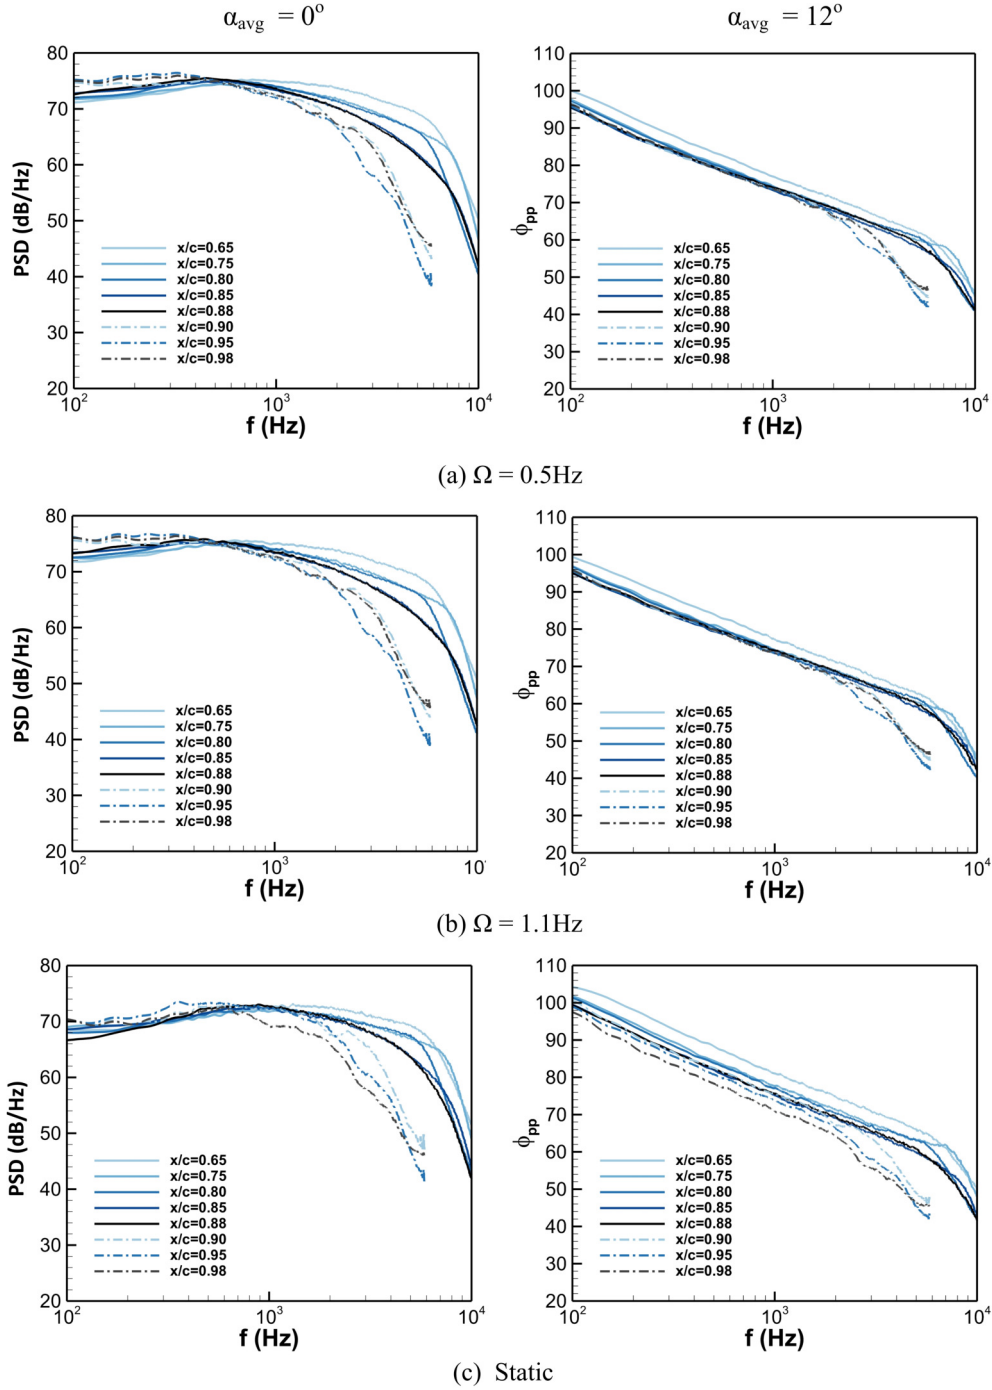 α_avg = 0° α_avg = 12°
80
70
60
50
40
30
20
PSD (dB/Hz)
x/c=0.65
x/c=0.75
x/c=0.80
x/c=0.85
x/c=0.88
x/c=0.90
x/c=0.95
x/c=0.98
10² 10³ 10⁴
f (Hz)
110
100
90
80
70
60
50
40
30
20
ϕpp
x/c=0.65
x/c=0.75
x/c=0.80
x/c=0.85
x/c=0.88
x/c=0.90
x/c=0.95
x/c=0.98
10² 10³ 10⁴
f (Hz)
(a) Ω = 0.5Hz
80
70
60
50
40
30
20
PSD (dB/Hz)
x/c=0.65
x/c=0.75
x/c=0.80
x/c=0.85
x/c=0.88
x/c=0.90
x/c=0.95
x/c=0.98
10² 10³ 10
f (Hz)
110
100
90
80
70
60
50
40
30
20
ϕpp
x/c=0.65
x/c=0.75
x/c=0.80
x/c=0.85
x/c=0.88
x/c=0.90
x/c=0.95
x/c=0.98
10² 10³ 10⁴
f (Hz)
(b) Ω = 1.1Hz
80
70
60
50
40
30
20
PSD (dB/Hz)
x/c=0.65
x/c=0.75
x/c=0.80
x/c=0.85
x/c=0.88
x/c=0.90
x/c=0.95
x/c=0.98
10² 10³ 10⁴
f (Hz)
110
100
90
80
70
60
50
40
30
20
ϕpp
x/c=0.65
x/c=0.75
x/c=0.80
x/c=0.85
x/c=0.88
x/c=0.90
x/c=0.95
x/c=0.98
10² 10³ 10⁴
f (Hz)
(c) Static